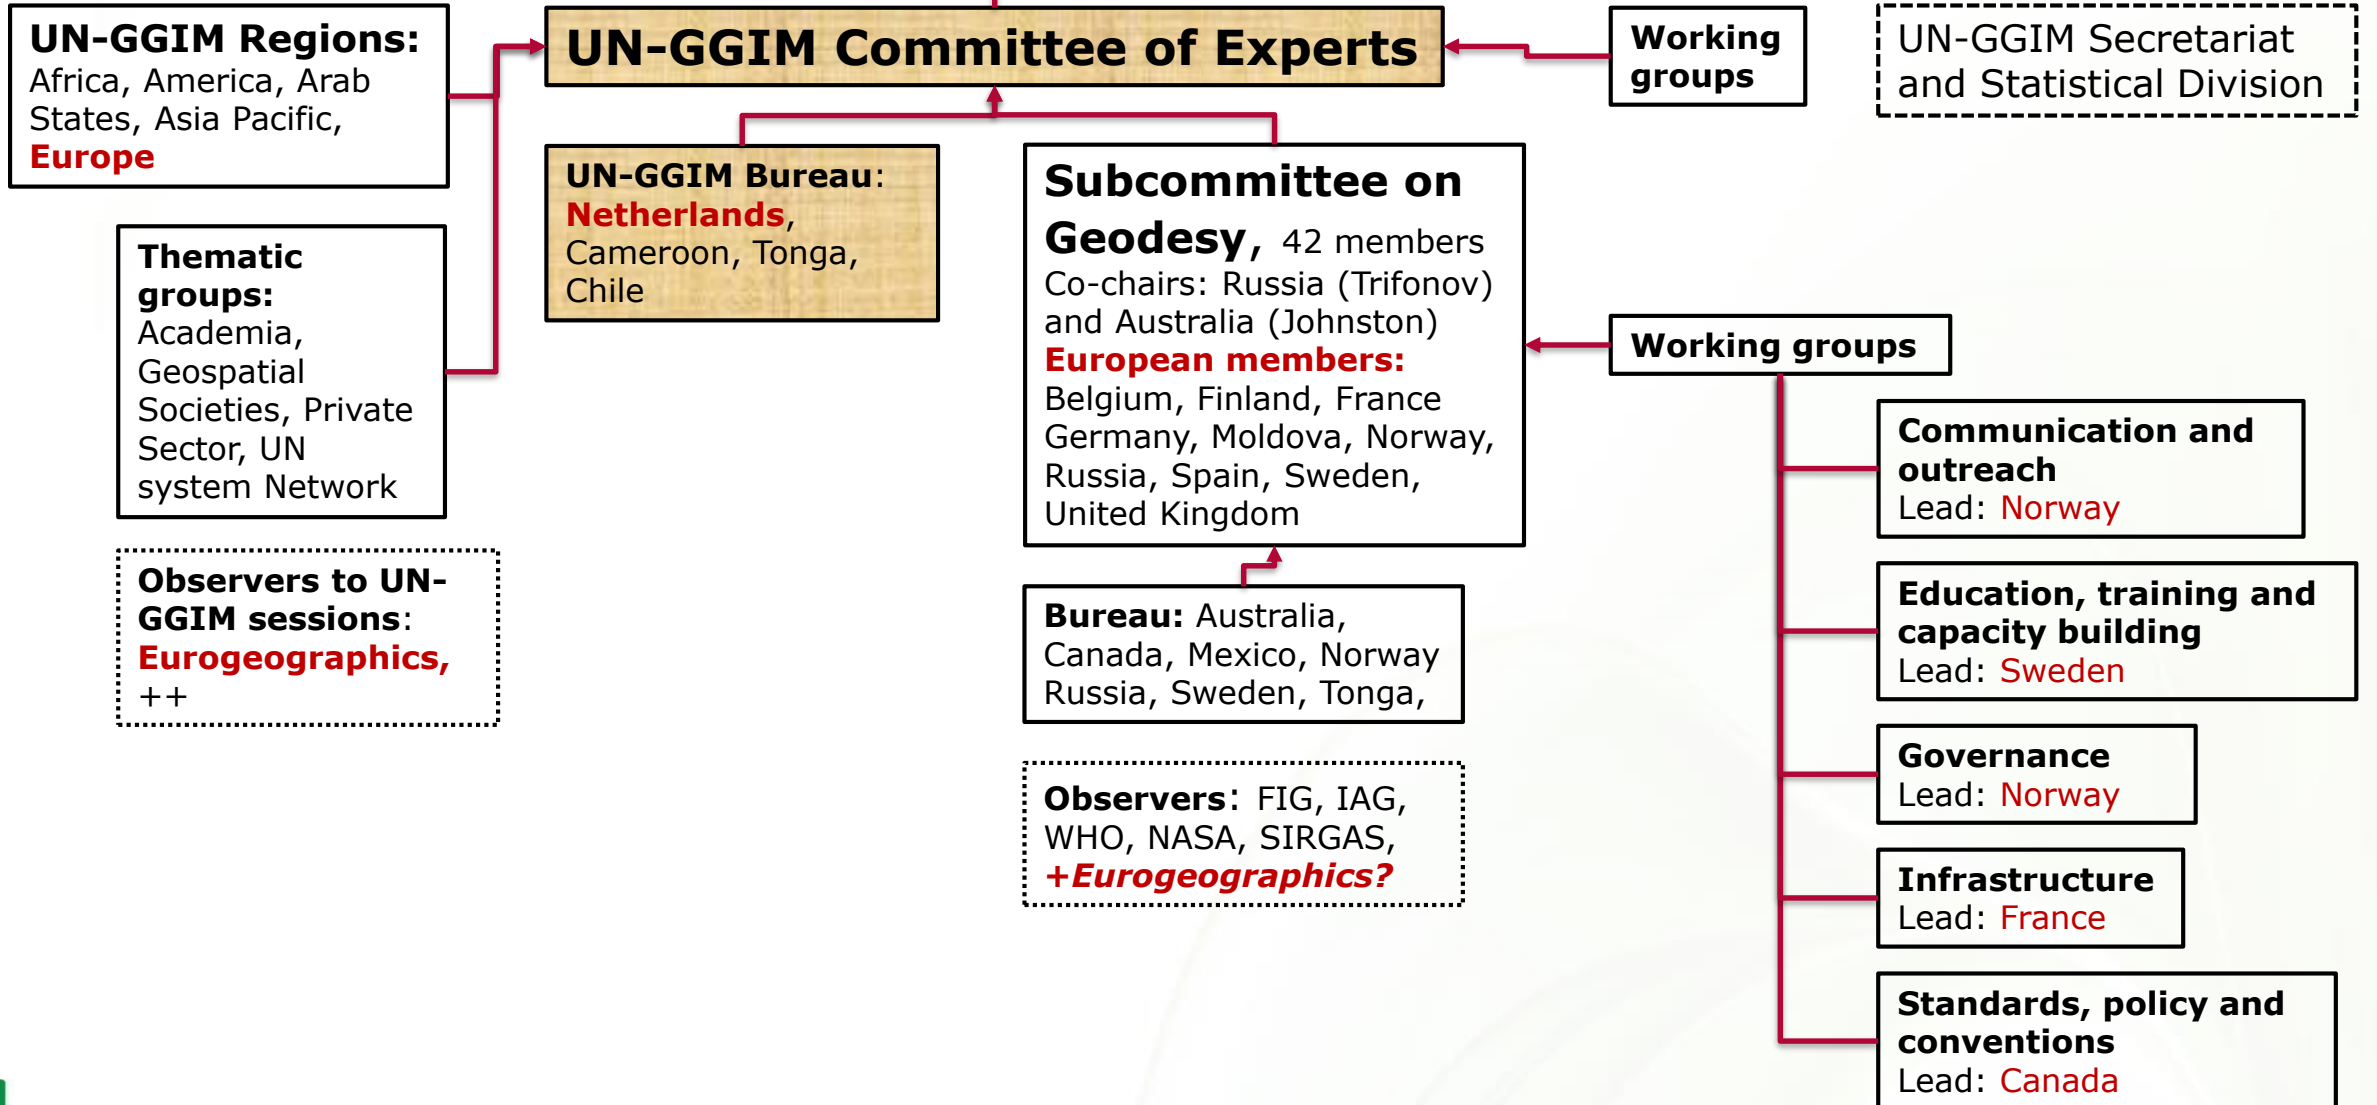 UN-GGIM Regions:
Africa, America, Arab
States, Asia Pacific,
Europe
UN-GGIM Committee of Experts
Working
groups
UN-GGIM Secretariat
and Statistical Division
Thematic
groups:
Academia,
Geospatial
Societies, Private
Sector, UN
system Network
UN-GGIM Bureau:
Netherlands,
Cameroon, Tonga,
Chile
Subcommittee on
Geodesy, 42 members
Co-chairs: Russia (Trifonov)
and Australia (Johnston)
European members:
Belgium, Finland, France
Germany, Moldova, Norway,
Russia, Spain, Sweden,
United Kingdom
Working groups
Communication and
outreach
Lead: Norway
Observers to UN-
GGIM sessions:
Eurogeographics,
++
Bureau: Australia,
Canada, Mexico, Norway
Russia, Sweden, Tonga,
Education, training and
capacity building
Lead: Sweden
Observers: FIG, IAG,
WHO, NASA, SIRGAS,
+Eurogeographics?
Governance
Lead: Norway
Infrastructure
Lead: France
Standards, policy and
conventions
Lead: Canada